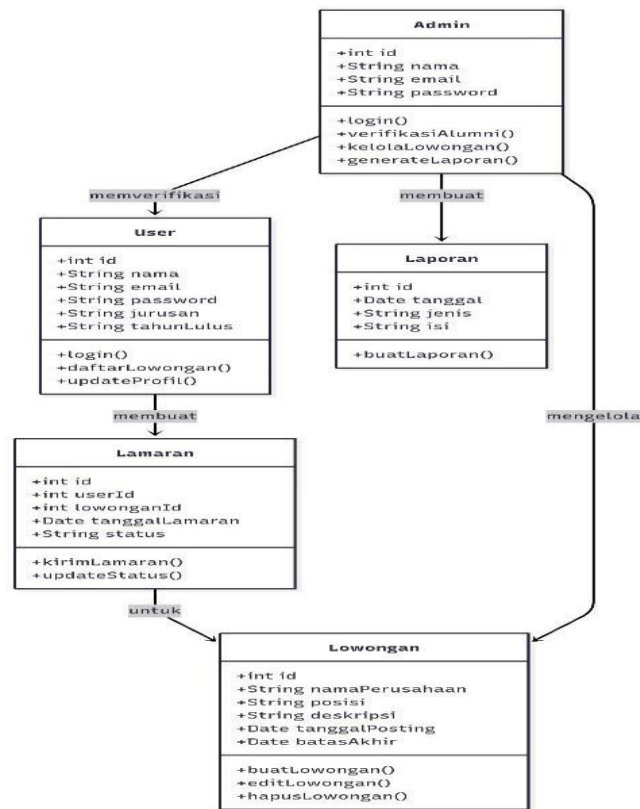 Admin
+int id
+String nama
+String email
+String password
+login()
+verifikasiAlumni()
+kelolaLowongan()
+generateLaporan()
memverifikasi
membuat
User
+int id
+String nama
+String email
+String password
+String jurusan
+String tahunLulus
+login()
+daftarLowongan()
+updateProfil()
Laporan
+int id
+Date tanggal
+String jenis
+String isi
+buatLaporan()
membuat
mengelola
Lamaran
+int id
+int userId
+int lowonganId
+Date tanggalLamaran
+String status
+kirimLamaran()
+updateStatus()
untuk
Lowongan
+int id
+String namaPerusahaan
+String posisi
+String deskripsi
+Date tanggalPosting
+Date batasAkhir
+buatLowongan()
+editLowongan()
+hapusLowongan()